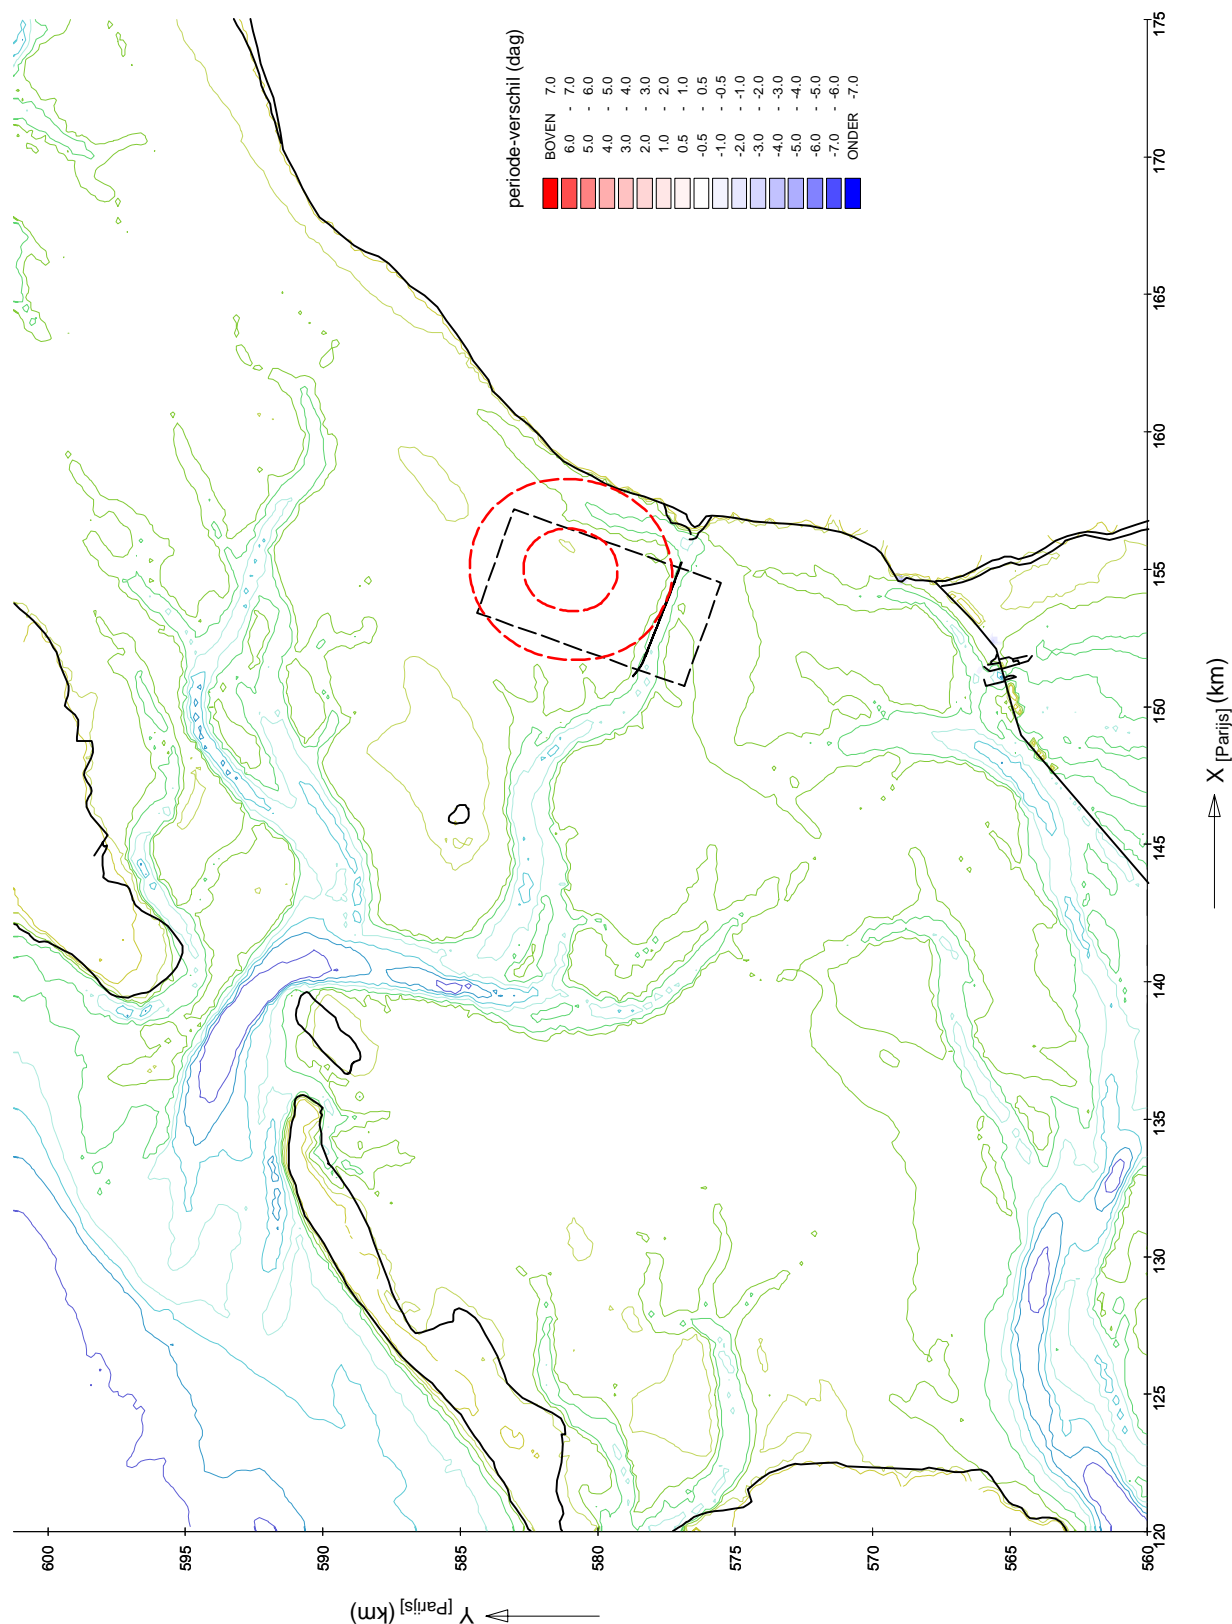 periode-verschil (dag)
BOVEN 7.0
6.0 - 7.0
5.0 - 6.0
4.0 - 5.0
3.0 - 4.0
2.0 - 3.0
1.0 - 2.0
0.5 - 1.0
-0.5 - 0.5
-1.0 - -0.5
-2.0 - -1.0
-3.0 - -2.0
-4.0 - -3.0
-5.0 - -4.0
-6.0 - -5.0
-7.0 - -6.0
ONDER -7.0
600
595
590
585
580
575
570
565
560
Y [Parijs] (km)
120
125
130
135
140
145
150
155
160
165
170
175
X [Parijs] (km)